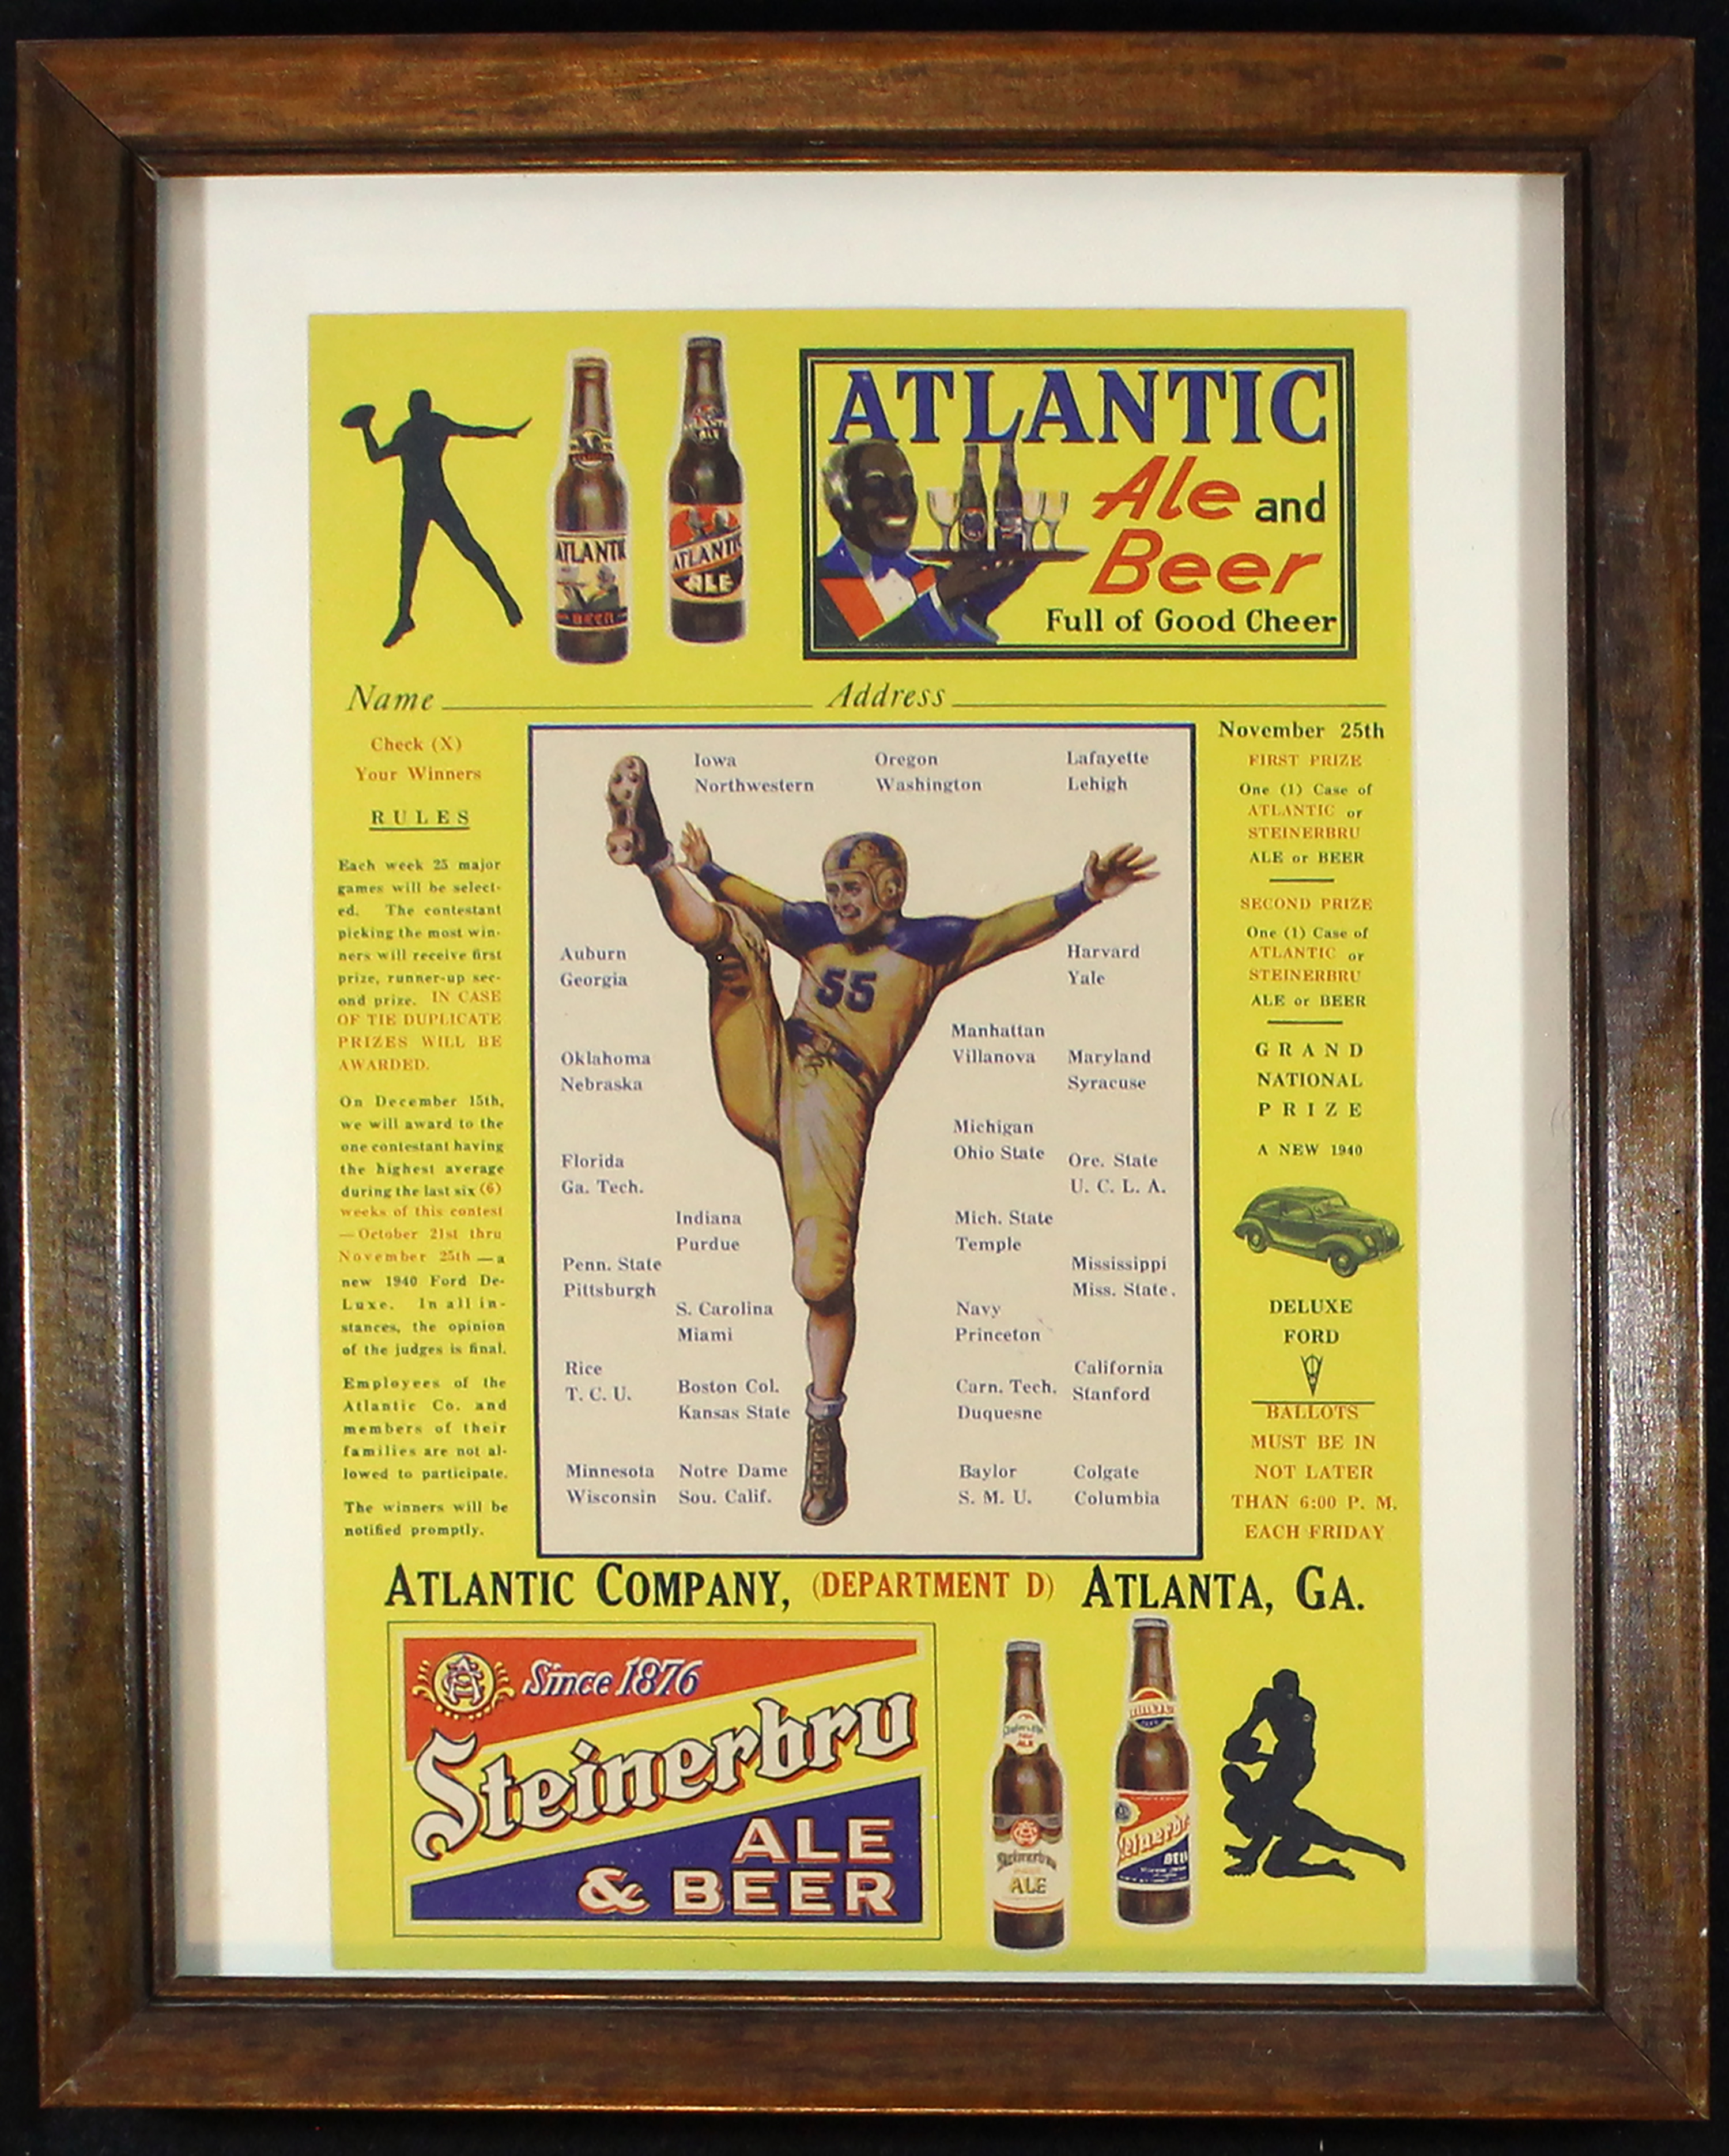 ATLANTIC
Ale and
Beer
Full of Good Cheer
ATLANTIC
BEER
ATLANTIC
ALE
Name Address
Check (X)
Your Winners
RULES
Each week 25 major
games will be select-
ed. The contestant
picking the most win-
ners will receive first
prize, runner-up sec-
ond prize. IN CASE
OF TIE DUPLICATE
PRIZES WILL BE
AWARDED.
On December 15th,
we will award to the
one contestant having
the highest average
during the last six (6)
weeks of this contest
—October 21st thru
November 25th—a
new 1940 Ford De-
Luxe. In all in-
stances, the opinion
of the judges is final.
Employees of the
Atlantic Co. and
members of their
families are not al-
lowed to participate.
The winners will be
notified promptly.
Iowa
Northwestern
Oregon
Washington
Lafayette
Lehigh
55
Auburn
Georgia
Harvard
Yale
Manhattan
Villanova
Oklahoma
Nebraska
Maryland
Syracuse
Michigan
Ohio State
Florida
Ga. Tech.
Ore. State
U. C. L. A.
Indiana
Purdue
Mich. State
Temple
Penn. State
Pittsburgh
Mississippi
Miss. State.
S. Carolina
Miami
Navy
Princeton
Rice
T. C. U.
Boston Col.
Kansas State
Carn. Tech.
Duquesne
California
Stanford
Minnesota
Wisconsin
Notre Dame
Sou. Calif.
Baylor
S. M. U.
Colgate
Columbia
November 25th
FIRST PRIZE
One (1) Case of
ATLANTIC or
STEINERBRU
ALE or BEER
SECOND PRIZE
One (1) Case of
ATLANTIC or
STEINERBRU
ALE or BEER
GRAND
NATIONAL
PRIZE
A NEW 1940
DELUXE
FORD
BALLOTS
MUST BE IN
NOT LATER
THAN 6:00 P. M.
EACH FRIDAY
ATLANTIC COMPANY, (DEPARTMENT D) ATLANTA, GA.
Since 1876
Steinerbru
ALE
& BEER
Steinerbru
ALE